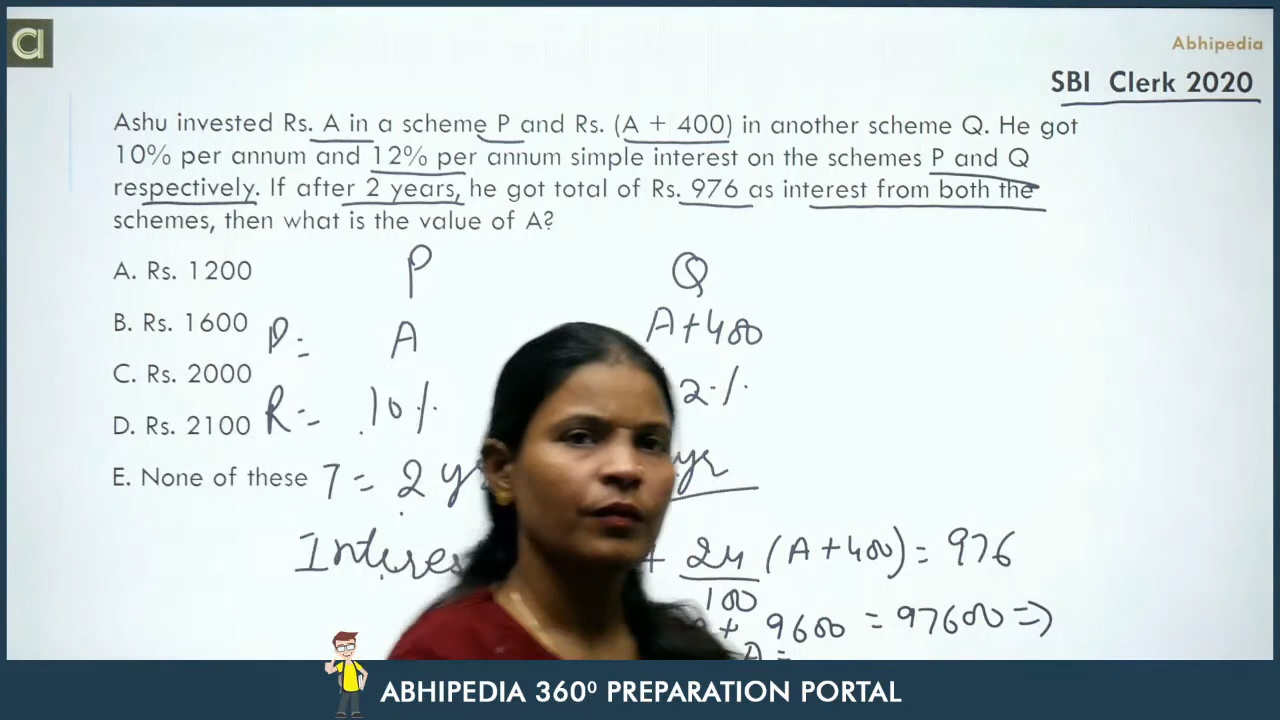 Abhipedia
SBI Clerk 2020
Ashu invested Rs. A in a scheme P and Rs. (A + 400) in another scheme Q. He got
10% per annum and 12% per annum simple interest on the schemes P and Q
respectively. If after 2 years, he got total of Rs. 976 as interest from both the
schemes, then what is the value of A?
A. Rs. 1200
B. Rs. 1600
C. Rs. 2000
D. Rs. 2100
E. None of these
P Q
P = A A+400
R = 10% 2%
T = 2 y yr
Interes + 24/100 (A+400) = 976
+ 9600 = 97600 =>
A =
ABHIPEDIA 360⁰ PREPARATION PORTAL